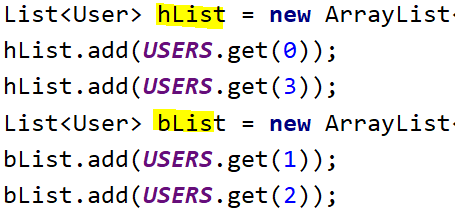 List<User> hList = new ArrayList<
hList.add(USERS.get(0));
hList.add(USERS.get(3));
List<User> bList = new ArrayList<
bList.add(USERS.get(1));
bList.add(USERS.get(2));